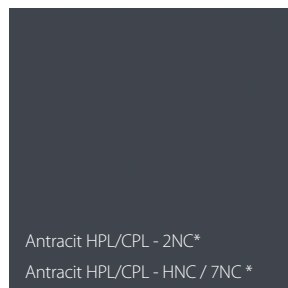 Antracit HPL/CPL - 2NC*
Antracit HPL/CPL - HNC / 7NC *